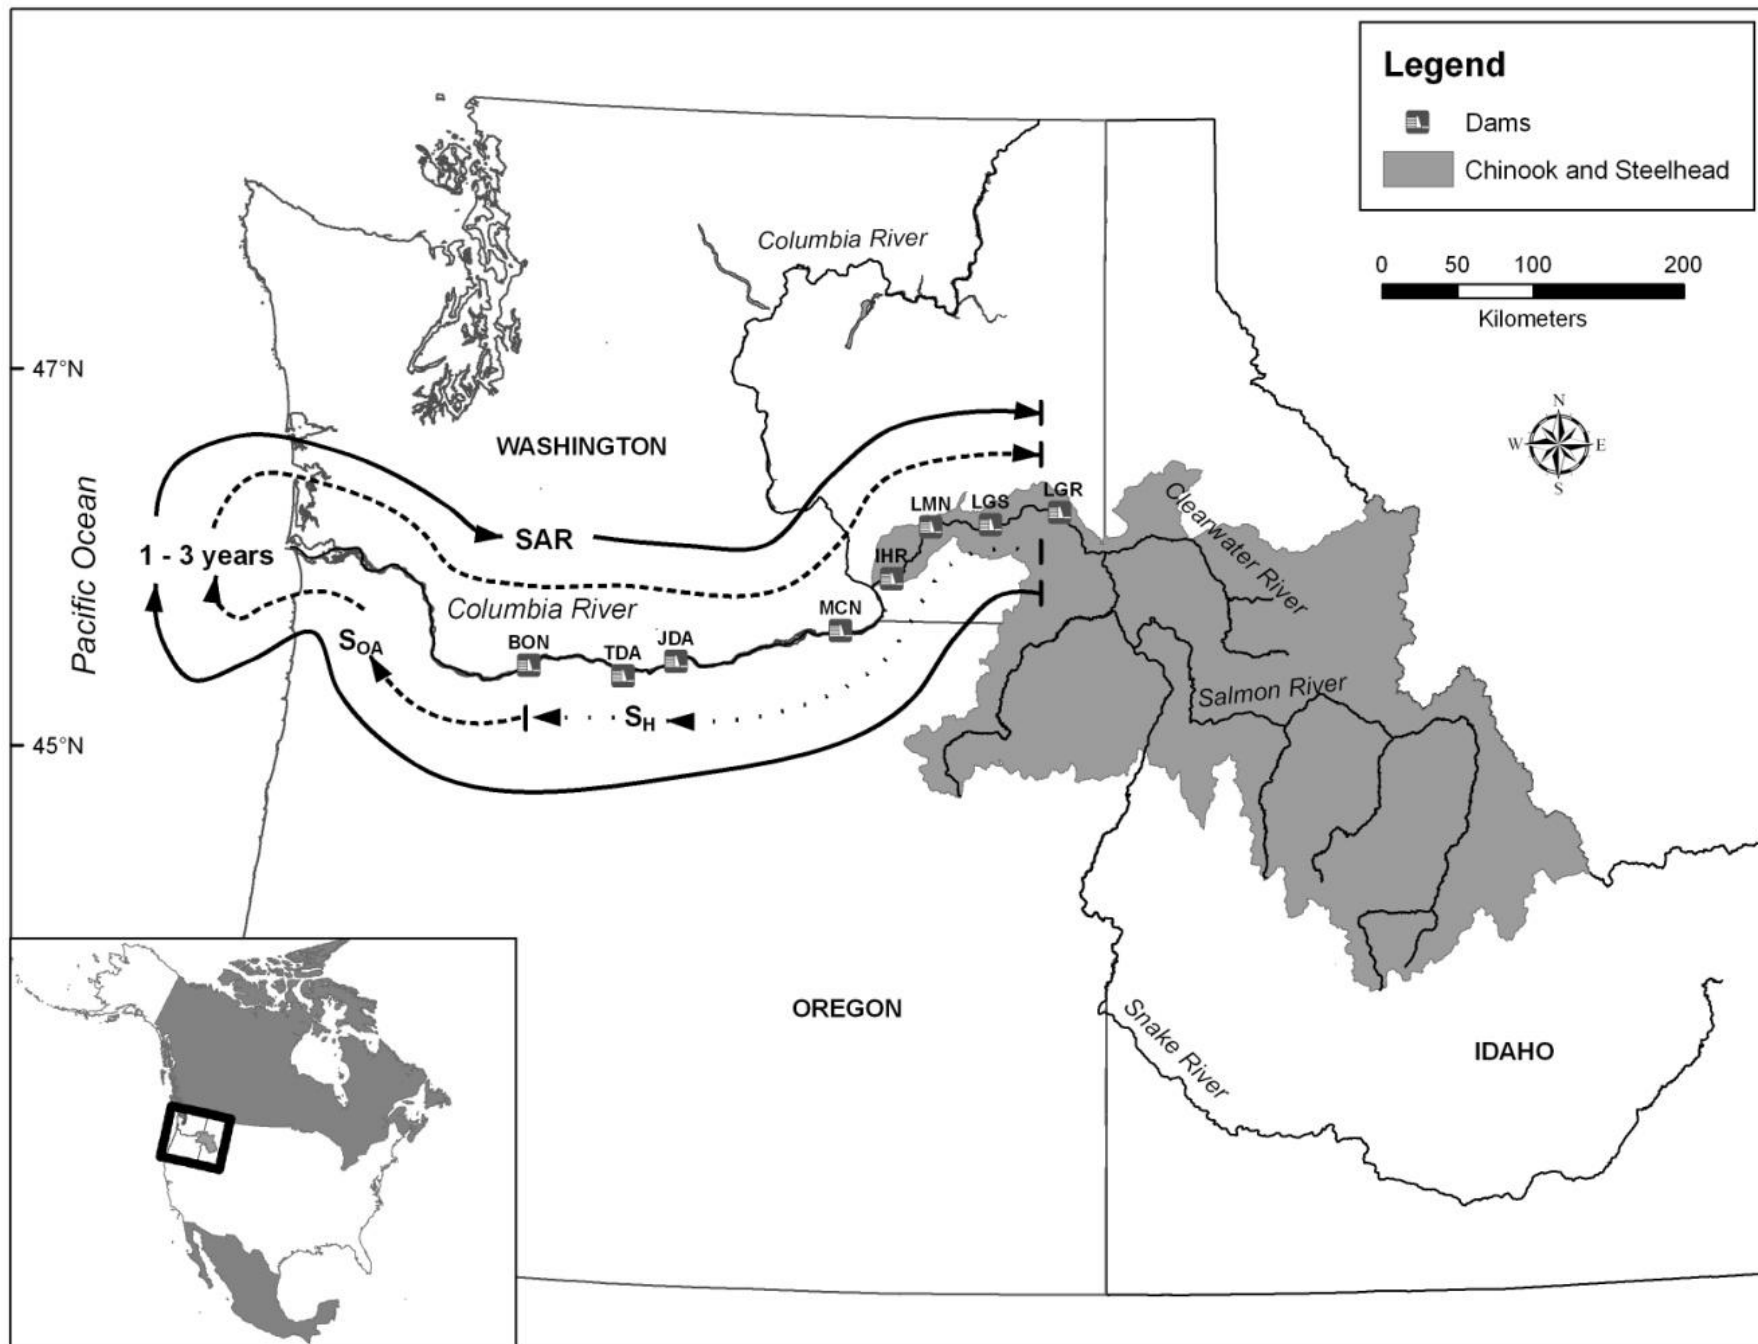 Legend
Dams
Chinook and Steelhead
0 50 100 200
Kilometers
N
W E
S
Columbia River
47°N
WASHINGTON
Pacific Ocean
SAR
1 - 3 years
LMN
LGS
LGR
IHR
Clearwater River
Columbia River
MCN
S_OA
BON
TDA
JDA
S_H
Salmon River
45°N
OREGON
Snake River
IDAHO